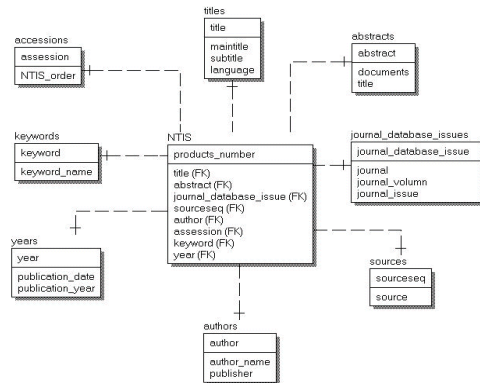 titles
title
maintitle
subtitle
language
accessions
assession
NTIS_order
abstracts
abstract
documents
title
keywords
keyword
keyword_name
NTIS
products_number
title (FK)
abstract (FK)
journal_database_issue (FK)
sourceseq (FK)
author (FK)
assession (FK)
keyword (FK)
year (FK)
journal_database_issues
journal_database_issue
journal
journal_volumn
journal_issue
years
year
publication_date
publication_year
sources
sourceseq
source
authors
author
author_name
publisher